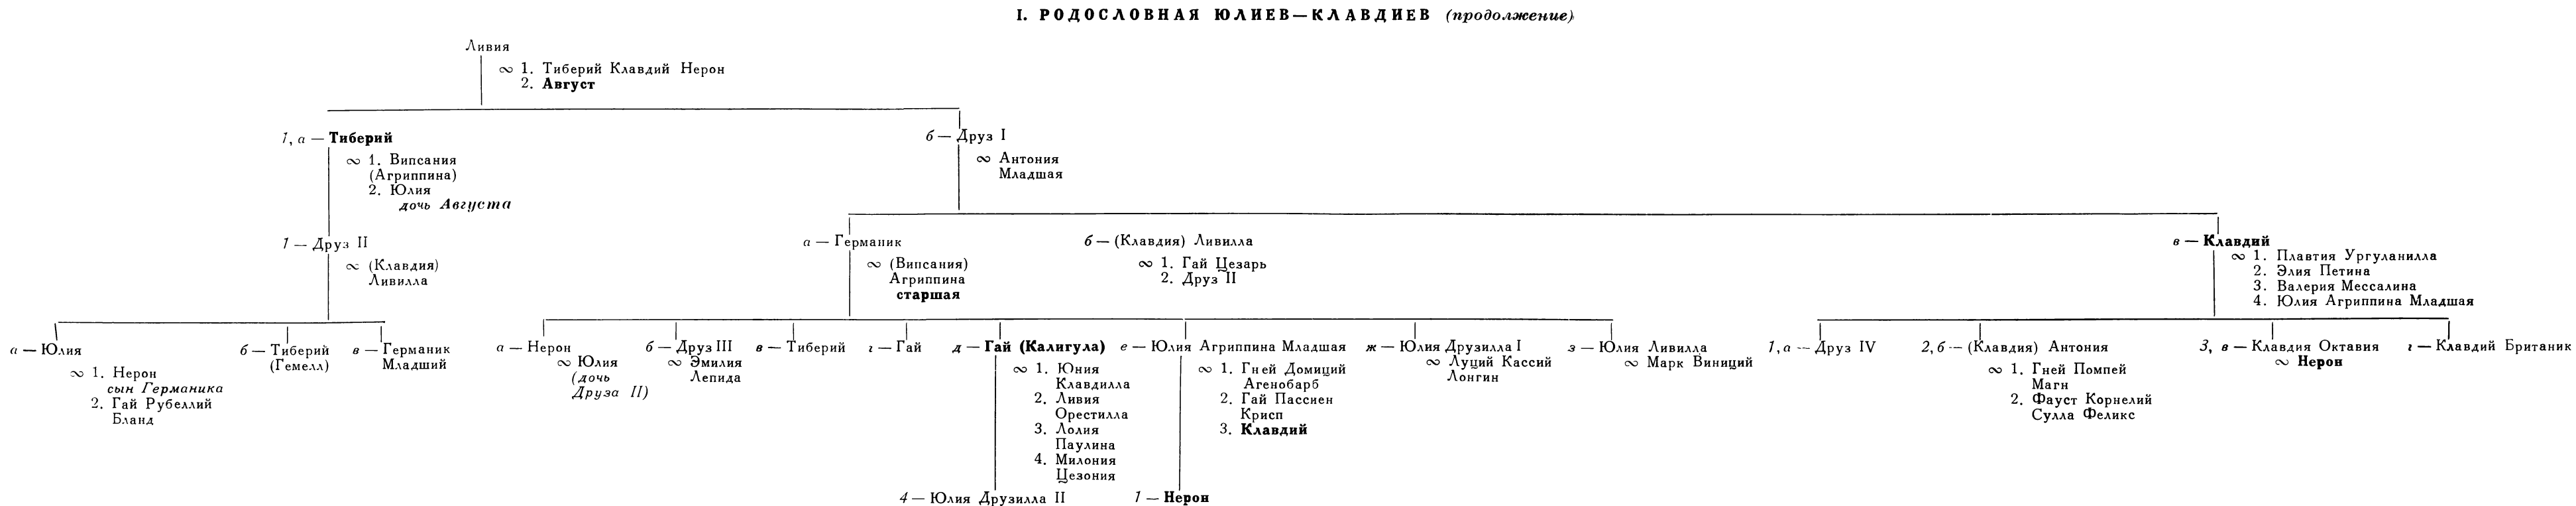 I. РОДОСЛОВНАЯ ЮЛИЕВ—КЛАВДИЕВ (продолжение)
Ливия
∞ 1. Тиберий Клавдий Нерон
2. Август
1, а — Тиберий
∞ 1. Випсания
(Агриппина)
2. Юлия
дочь Августа
б — Друз I
∞ Антония
Младшая
1 — Друз II
∞ (Клавдия)
Ливилла
а — Германик
∞ (Випсания)
Агриппина
старшая
б — (Клавдия) Ливилла
∞ 1. Гай Цезарь
2. Друз II
в — Клавдий
∞ 1. Плавтия Ургуланилла
2. Элия Петина
3. Валерия Мессалина
4. Юлия Агриппина Младшая
а — Юлия
∞ 1. Нерон
сын Германика
2. Гай Рубеллий
Бланд
б — Тиберий
(Гемелл)
в — Германик
Младший
а — Нерон
∞ Юлия
(дочь
Друза II)
б — Друз III
∞ Эмилия
Лепида
в — Тиберий
г — Гай
д — Гай (Калигула)
∞ 1. Юния
Клавдилла
2. Ливия
Орестилла
3. Лолия
Паулина
4. Милония
Цезония
4 — Юлия Друзилла II
е — Юлия Агриппина Младшая
∞ 1. Гней Домиций
Агенобарб
2. Гай Пассиен
Крисп
3. Клавдий
1 — Нерон
ж — Юлия Друзилла I
∞ Луций Кассий
Лонгин
з — Юлия Ливилла
∞ Марк Виниций
1, а — Друз IV
2, б — (Клавдия) Антония
∞ 1. Гней Помпей
Магн
2. Фауст Корнелий
Сулла Феликс
3, в — Клавдия Октавия
∞ Нерон
г — Клавдий Британик